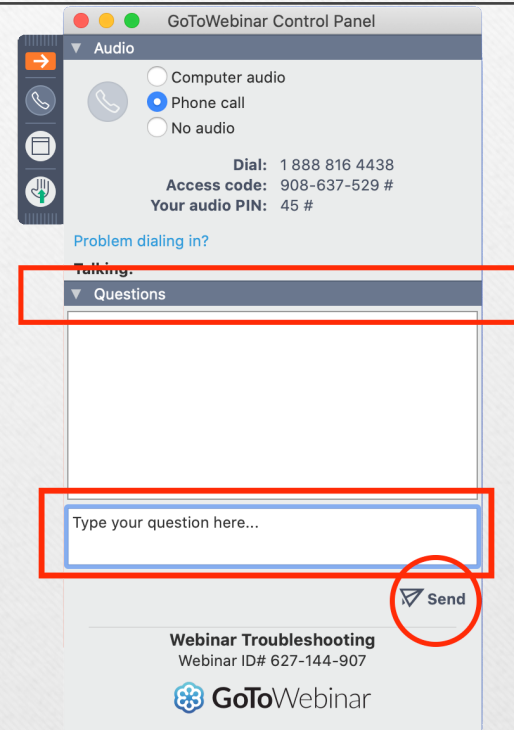 GoToWebinar Control Panel
Audio
Computer audio
Phone call
No audio
Dial: 1 888 816 4438
Access code: 908-637-529 #
Your audio PIN: 45 #
Problem dialing in?
Talking:
Questions
Type your question here...
Send
Webinar Troubleshooting
Webinar ID# 627-144-907
GoToWebinar